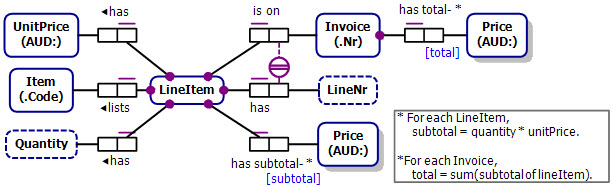 ◄has
is on
has total- *
UnitPrice
(AUD:)
Invoice
(.Nr)
Price
(AUD:)
[total]
Item
(.Code)
LineItem
LineNr
◄lists
has
Quantity
◄has
has subtotal- *
[subtotal]
Price
(AUD:)
* For each LineItem,
subtotal = quantity * unitPrice.
*For each Invoice,
total = sum(subtotal of lineItem).